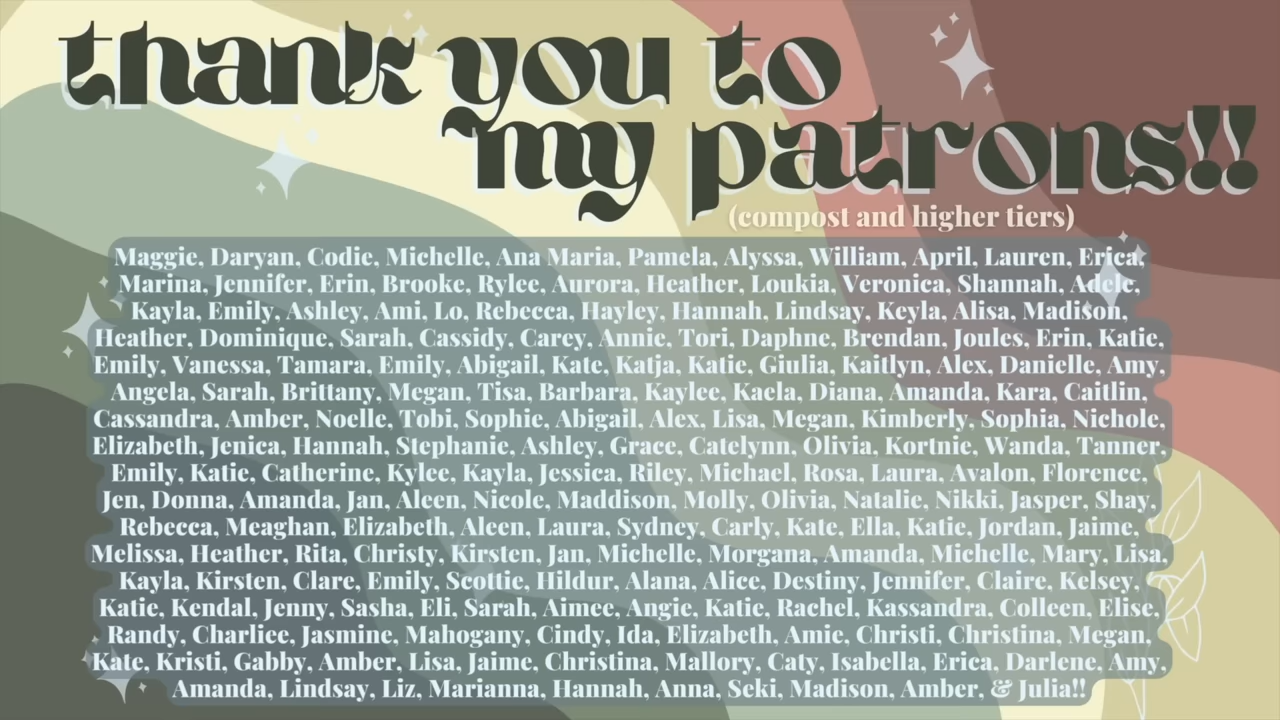 thank you to
my patrons!!
(compost and higher tiers)
Maggie, Daryan, Codie, Michelle, Ana Maria, Pamela, Alyssa, William, April, Lauren, Erica,
Marina, Jennifer, Erin, Brooke, Rylee, Aurora, Heather, Loukia, Veronica, Shannah, Adele,
Kayla, Emily, Ashley, Ami, Lo, Rebecca, Hayley, Hannah, Lindsay, Keyla, Alisa, Madison,
Heather, Dominique, Sarah, Cassidy, Carey, Annie, Tori, Daphne, Brendan, Joules, Erin, Katie,
Emily, Vanessa, Tamara, Emily, Abigail, Kate, Katja, Katie, Giulia, Kaitlyn, Alex, Danielle, Amy,
Angela, Sarah, Brittany, Megan, Tisa, Barbara, Kaylee, Kaela, Diana, Amanda, Kara, Caitlin,
Cassandra, Amber, Noelle, Tobi, Sophie, Abigail, Alex, Lisa, Megan, Kimberly, Sophia, Nichole,
Elizabeth, Jenica, Hannah, Stephanie, Ashley, Grace, Catelynn, Olivia, Kortnie, Wanda, Tanner,
Emily, Katie, Catherine, Kylee, Kayla, Jessica, Riley, Michael, Rosa, Laura, Avalon, Florence,
Jen, Donna, Amanda, Jan, Aleen, Nicole, Maddison, Molly, Olivia, Natalie, Nikki, Jasper, Shay,
Rebecca, Meaghan, Elizabeth, Aleen, Laura, Sydney, Carly, Kate, Ella, Katie, Jordan, Jaime,
Melissa, Heather, Rita, Christy, Kirsten, Jan, Michelle, Morgana, Amanda, Michelle, Mary, Lisa,
Kayla, Kirsten, Clare, Emily, Scottie, Hildur, Alana, Alice, Destiny, Jennifer, Claire, Kelsey,
Katie, Kendal, Jenny, Sasha, Eli, Sarah, Aimee, Angie, Katie, Rachel, Kassandra, Colleen, Elise,
Randy, Charliee, Jasmine, Mahogany, Cindy, Ida, Elizabeth, Amie, Christi, Christina, Megan,
Kate, Kristi, Gabby, Amber, Lisa, Jaime, Christina, Mallory, Caty, Isabella, Erica, Darlene, Amy,
Amanda, Lindsay, Liz, Marianna, Hannah, Anna, Seki, Madison, Amber, & Julia!!